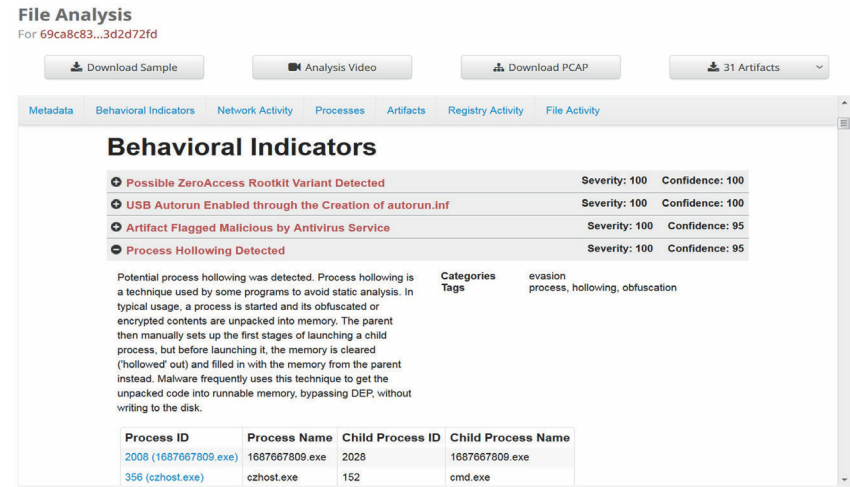 File Analysis
For 69ca8c83...3d2d72fd
Download Sample Analysis Video Download PCAP 31 Artifacts
Metadata Behavioral Indicators Network Activity Processes Artifacts Registry Activity File Activity
Behavioral Indicators
Possible ZeroAccess Rootkit Variant Detected Severity: 100 Confidence: 100
USB Autorun Enabled through the Creation of autorun.inf Severity: 100 Confidence: 100
Artifact Flagged Malicious by Antivirus Service Severity: 100 Confidence: 95
Process Hollowing Detected Severity: 100 Confidence: 95
Potential process hollowing was detected. Process hollowing is
a technique used by some programs to avoid static analysis. In
typical usage, a process is started and its obfuscated or
encrypted contents are unpacked into memory. The parent
then manually sets up the first stages of launching a child
process, but before launching it, the memory is cleared
('hollowed' out) and filled in with the memory from the parent
instead. Malware frequently uses this technique to get the
unpacked code into runnable memory, bypassing DEP, without
writing to the disk.
Categories evasion
Tags process, hollowing, obfuscation
Process ID Process Name Child Process ID Child Process Name
2008 (1687667809.exe) 1687667809.exe 2028 1687667809.exe
356 (czhost.exe) czhost.exe 152 cmd.exe